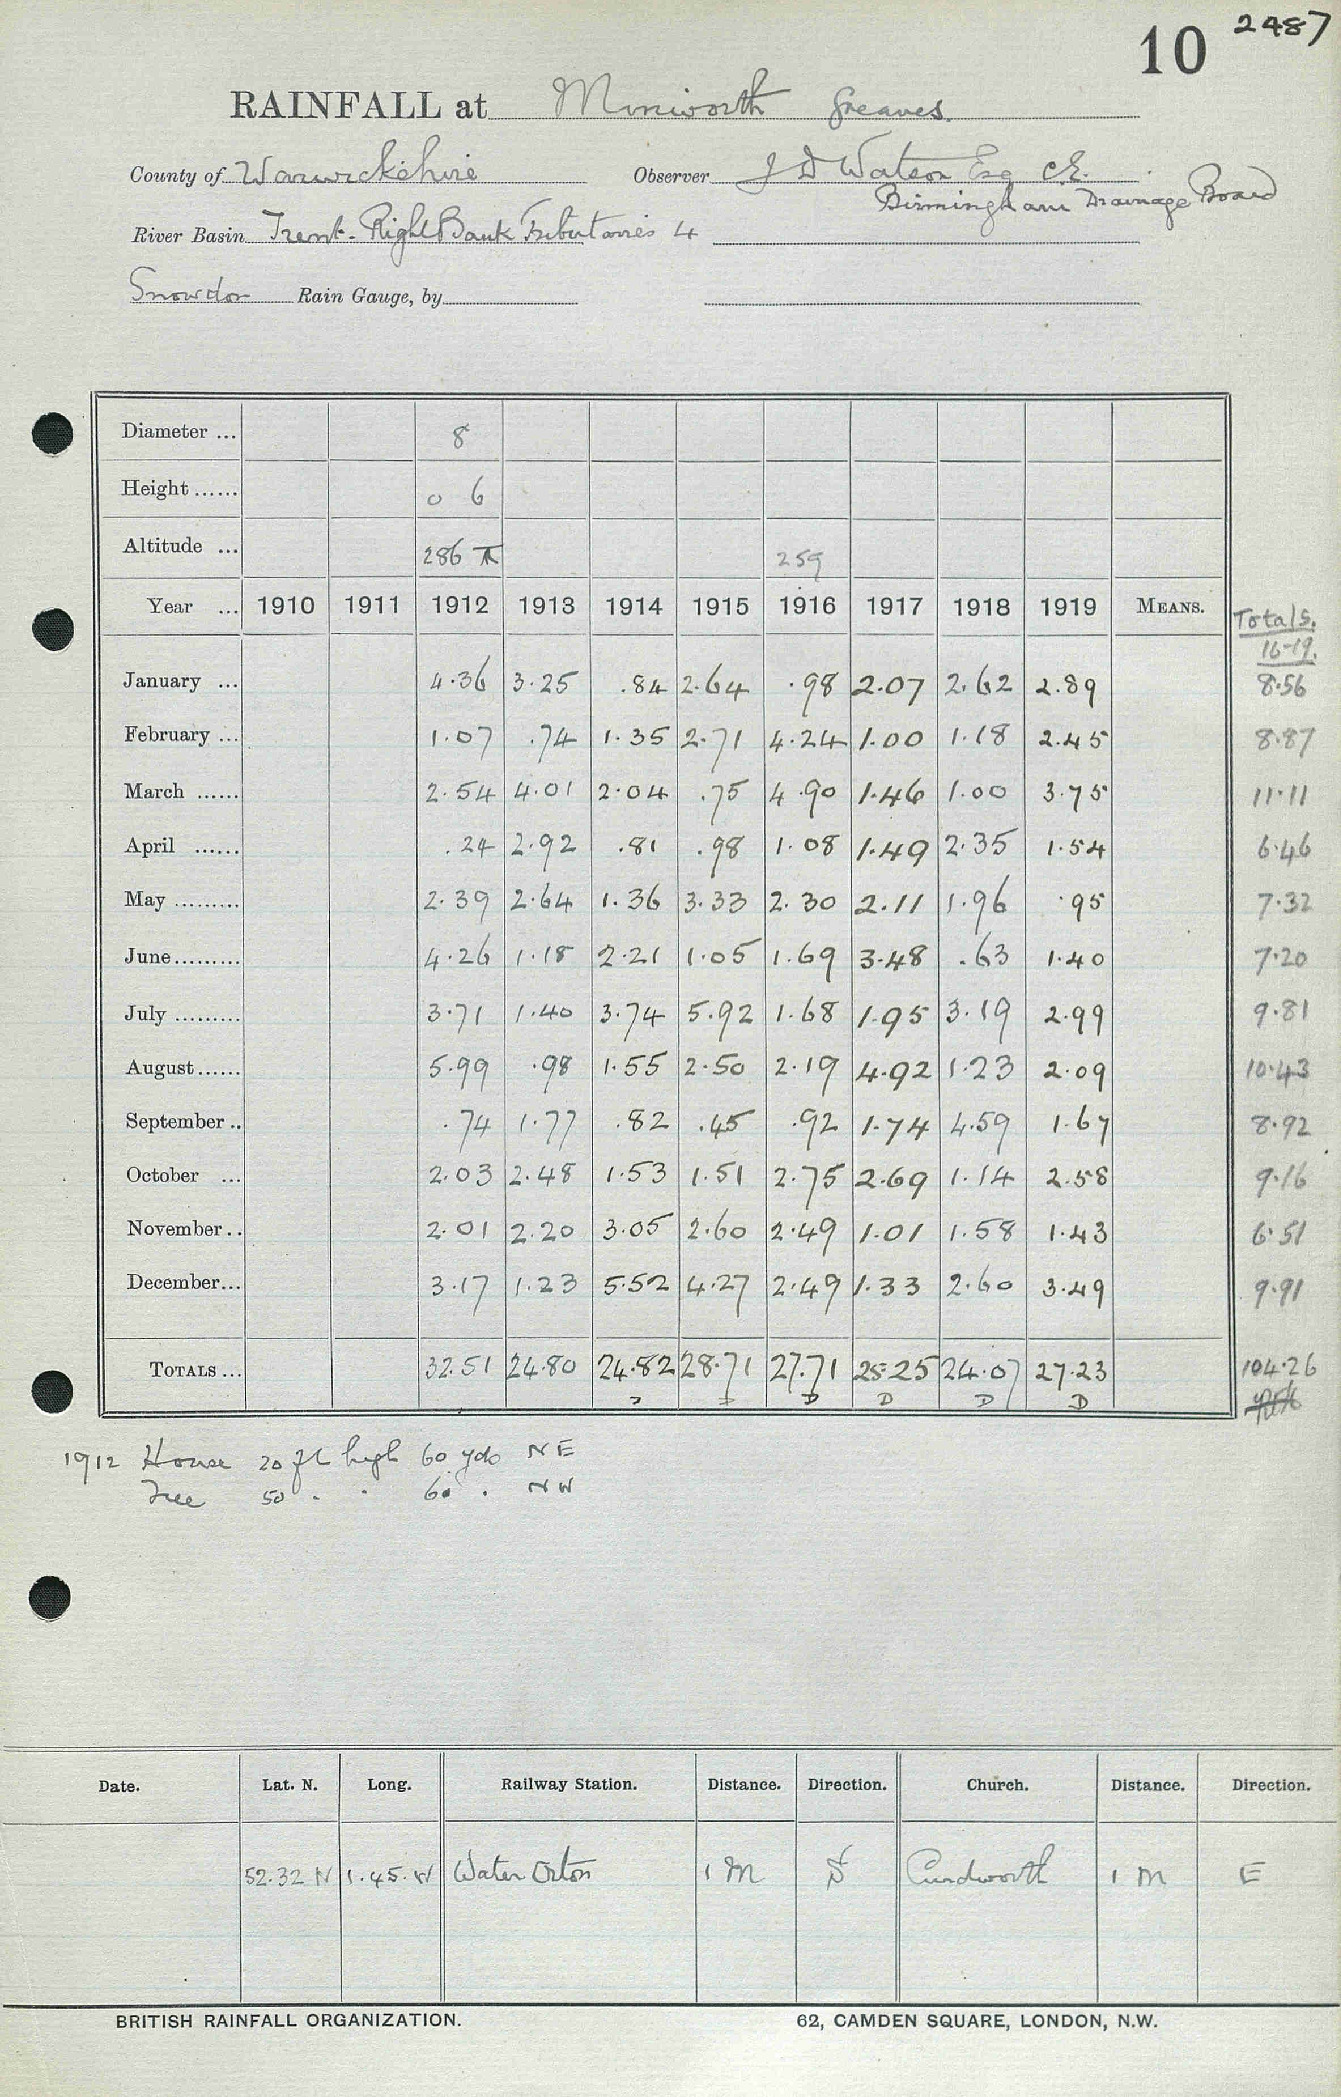 10 2487
RAINFALL at Minworth Greaves.
County of Warwickshire Observer J D Watson Esq C.E.
Birmingham Drainage Board
River Basin Trent-Right Bank Tributaries 4
Snowdon Rain Gauge, by
Diameter ... 8
Height ...... 0 6
Altitude ... 286 259
Year ... 1910 1911 1912 1913 1914 1915 1916 1917 1918 1919 MEANS. Totals.
16-19.
January ... 4.36 3.25 .84 2.64 .98 2.07 2.62 2.89 8.56
February ... 1.07 .74 1.35 2.71 4.24 1.00 1.18 2.45 8.87
March ...... 2.54 4.01 2.04 .75 4.90 1.46 1.00 3.75 11.11
April ...... .24 2.92 .81 .98 1.08 1.49 2.35 1.54 6.46
May ......... 2.39 2.64 1.36 3.33 2.30 2.11 1.96 .95 7.32
June ......... 4.26 1.18 2.21 1.05 1.69 3.48 .63 1.40 7.20
July ......... 3.71 1.40 3.74 5.92 1.68 1.95 3.19 2.99 9.81
August ...... 5.99 .98 1.55 2.50 2.19 4.92 1.23 2.09 10.43
September .. .74 1.77 .82 .45 .92 1.74 4.59 1.67 8.92
October ... 2.03 2.48 1.53 1.51 2.75 2.69 1.14 2.58 9.16
November .. 2.01 2.20 3.05 2.60 2.49 1.01 1.58 1.43 6.51
December ... 3.17 1.23 5.52 4.27 2.49 1.33 2.60 3.49 9.91
TOTALS ... 32.51 24.80 24.82 28.71 27.71 25.25 24.07 27.23 104.26
D D D D
1912 House 20 ft high 60 yds NE
Tree 50 . . 60 . NW
Date. Lat. N. Long. Railway Station. Distance. Direction. Church. Distance. Direction.
52.32 N 1.45.W Water Orton 1 M S Curdworth 1 M E
BRITISH RAINFALL ORGANIZATION. 62, CAMDEN SQUARE, LONDON, N.W.